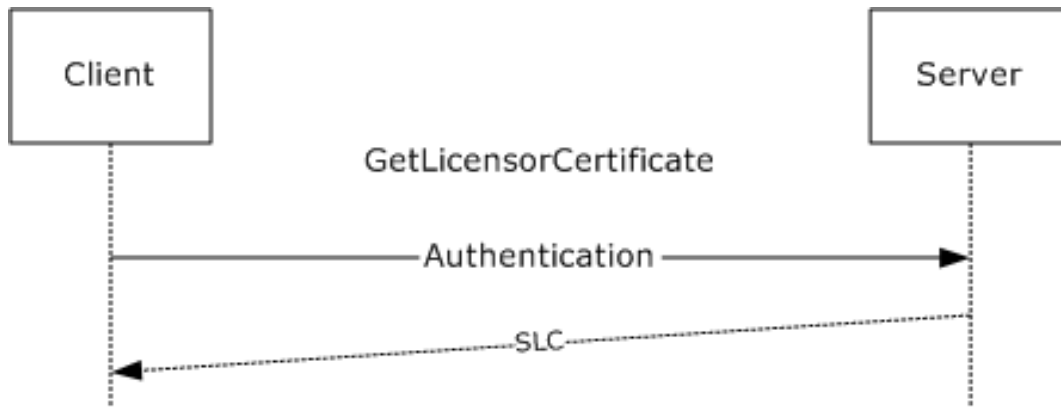 Client
Server
GetLicensorCertificate
Authentication
SLC